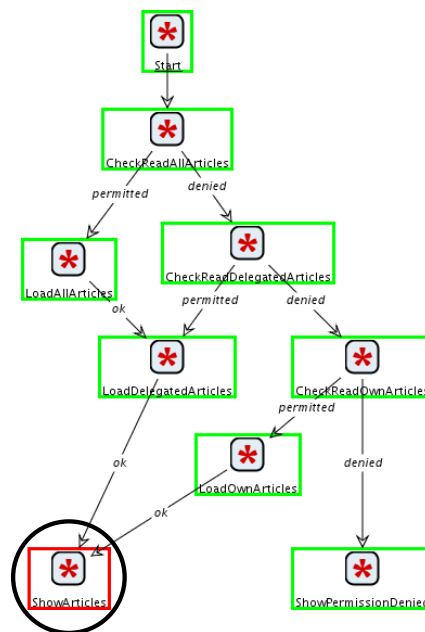 Start
CheckReadAllArticles
permitted
denied
LoadAllArticles
CheckReadDelegatedArticles
ok
permitted
denied
LoadDelegatedArticles
CheckReadOwnArticles
permitted
ok
denied
LoadOwnArticles
ok
ShowArticles
ShowPermissionDenied